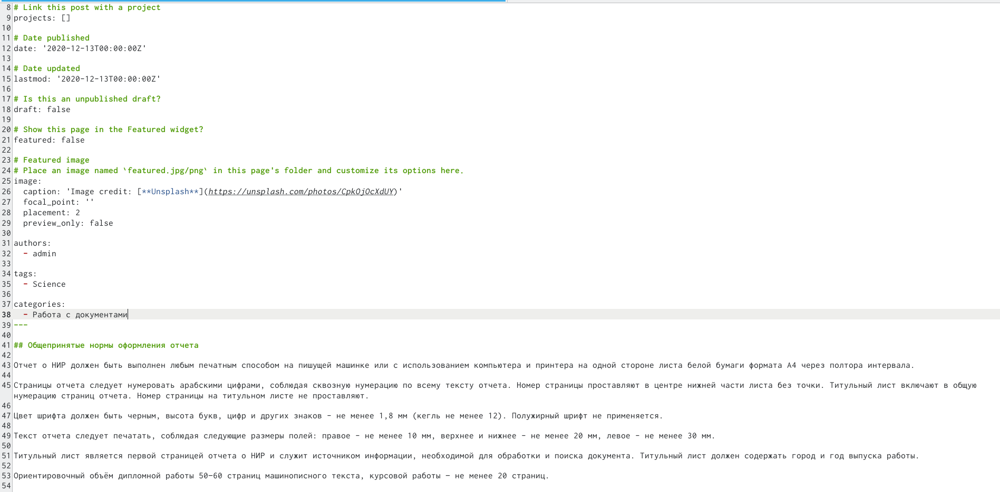 8 # Link this post with a project
9 projects: []
10
11 # Date published
12 date: '2020-12-13T00:00:00Z'
13
14 # Date updated
15 lastmod: '2020-12-13T00:00:00Z'
16
17 # Is this an unpublished draft?
18 draft: false
19
20 # Show this page in the Featured widget?
21 featured: false
22
23 # Featured image
24 # Place an image named `featured.jpg/png` in this page's folder and customize its options here.
25 image:
26   caption: 'Image credit: [**Unsplash**](https://unsplash.com/photos/CpkOjOcXdUY)'
27   focal_point: ''
28   placement: 2
29   preview_only: false
30
31 authors:
32   - admin
33
34 tags:
35   - Science
36
37 categories:
38   - Работа с документами
39 ---
40
41 ## Общепринятые нормы оформления отчета
42
43 Отчет о НИР должен быть выполнен любым печатным способом на пишущей машинке или с использованием компьютера и принтера на одной стороне листа белой бумаги формата А4 через полтора интервала.
44
45 Страницы отчета следует нумеровать арабскими цифрами, соблюдая сквозную нумерацию по всему тексту отчета. Номер страницы проставляют в центре нижней части листа без точки. Титульный лист включают в общую
нумерацию страниц отчета. Номер страницы на титульном листе не проставляют.
46
47 Цвет шрифта должен быть черным, высота букв, цифр и других знаков - не менее 1,8 мм (кегль не менее 12). Полужирный шрифт не применяется.
48
49 Текст отчета следует печатать, соблюдая следующие размеры полей: правое - не менее 10 мм, верхнее и нижнее - не менее 20 мм, левое - не менее 30 мм.
50
51 Титульный лист является первой страницей отчета о НИР и служит источником информации, необходимой для обработки и поиска документа. Титульный лист должен содержать город и год выпуска работы.
52
53 Ориентировочный объём дипломной работы 50–60 страниц машинописного текста, курсовой работы – не менее 20 страниц.
54